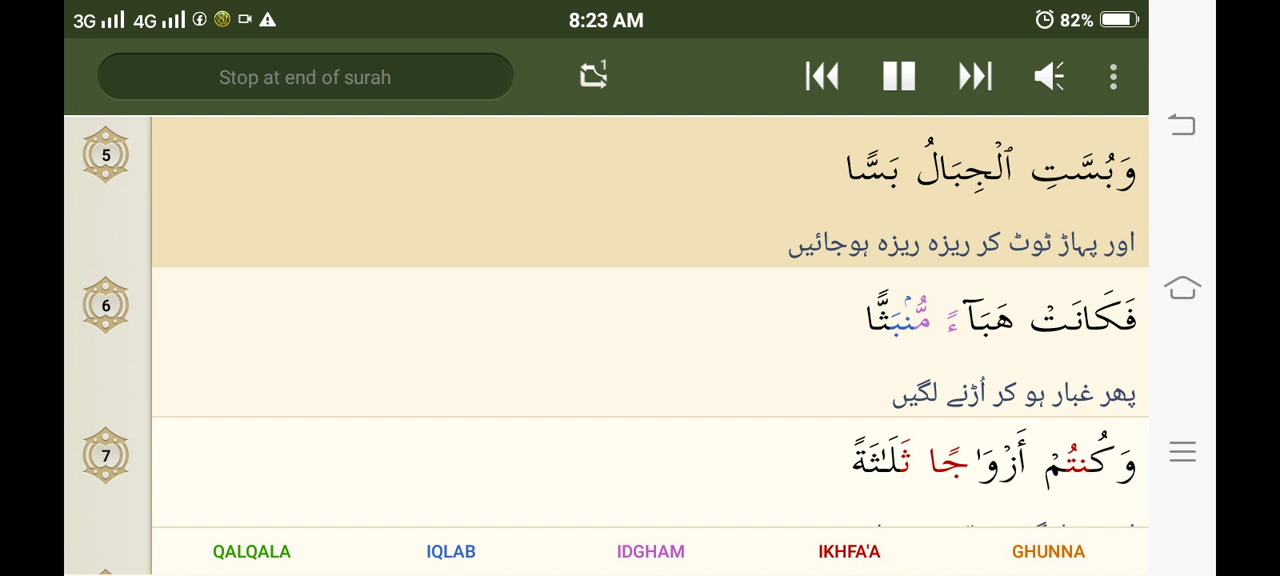 3G 4G 8:23 AM 82%
Stop at end of surah 1
5
وَبُسَّتِ ٱلْجِبَالُ بَسًّا
اور پہاڑ ٹوٹ کر ریزہ ریزہ ہوجائیں
6
فَكَانَتْ هَبَآءً مُّنۢبَثًّا
پھر غبار ہو کر اُڑنے لگیں
7
وَكُنتُمْ أَزْوَٰجًا ثَلَـٰثَةً
QALQALA IQLAB IDGHAM IKHFA'A GHUNNA